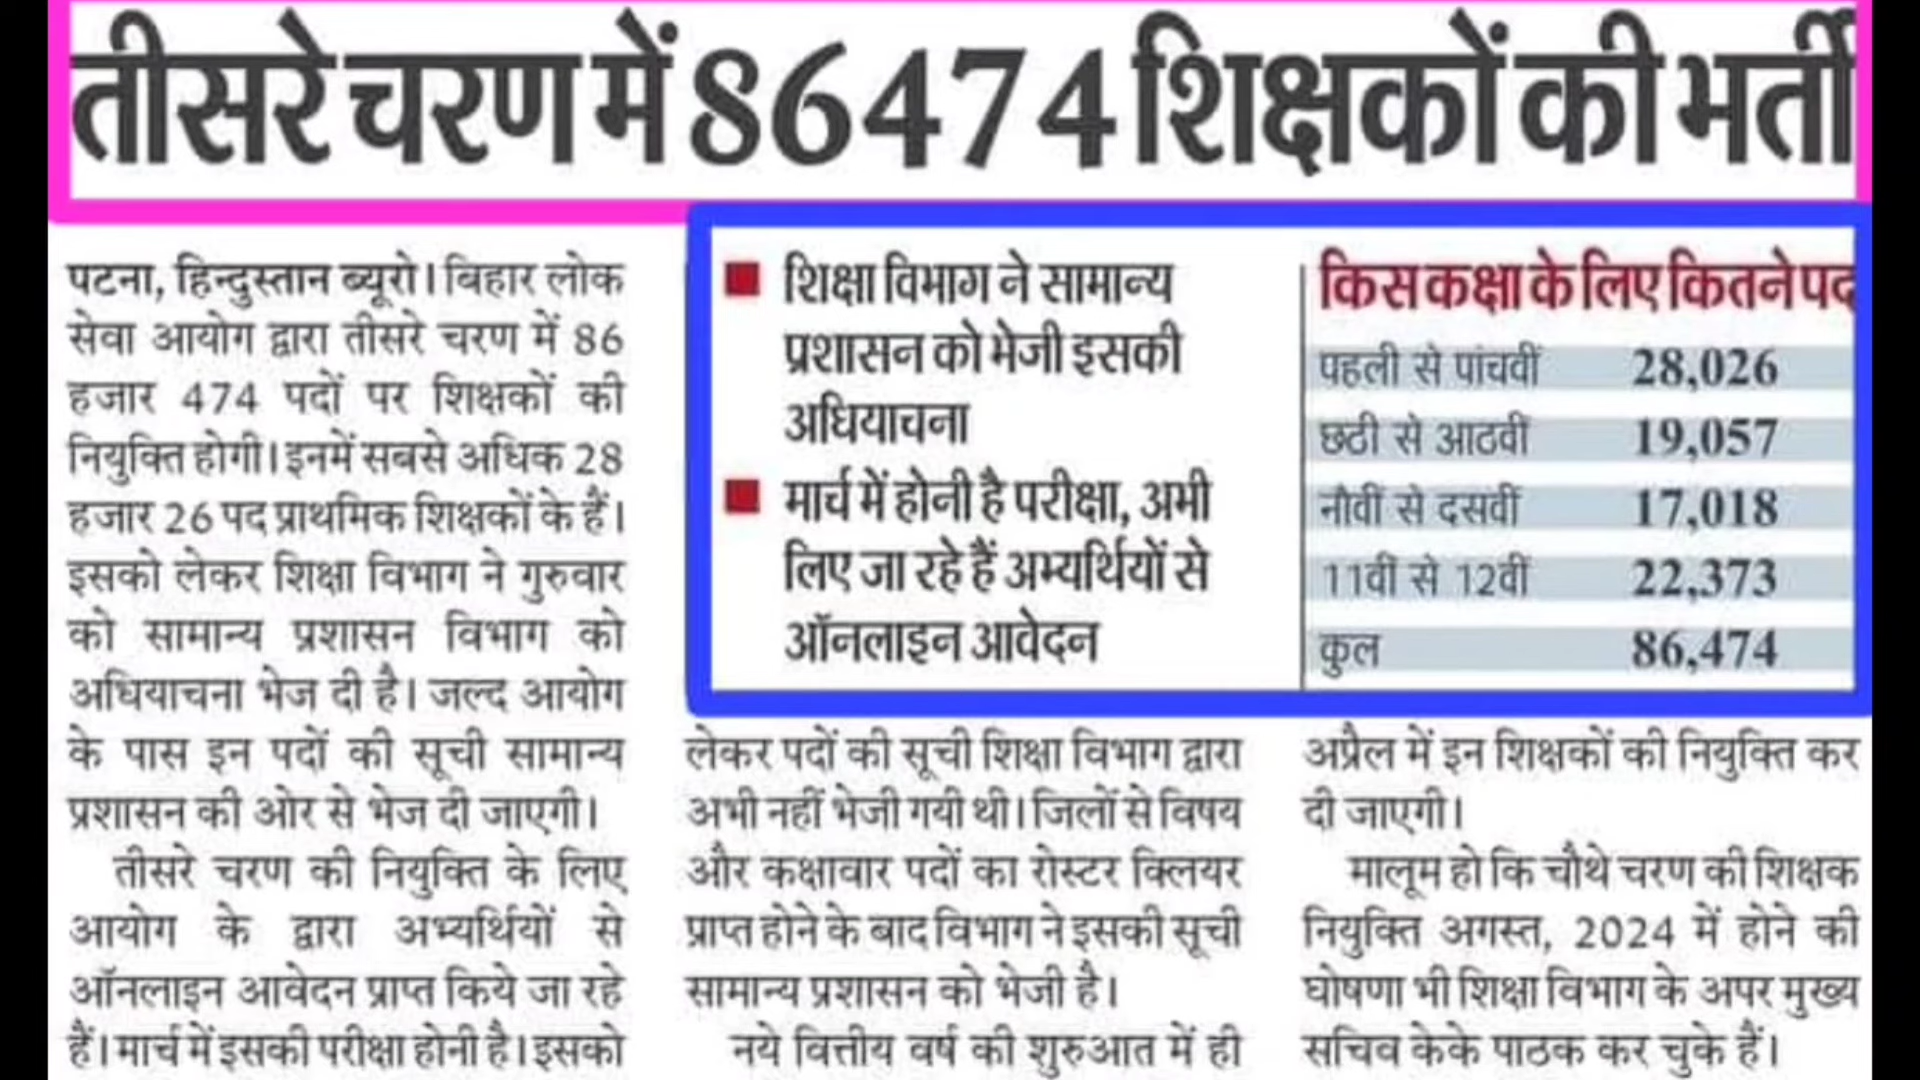 तीसरे चरण में 86474 शिक्षकों की भर्ती
पटना, हिन्दुस्तान ब्यूरो। बिहार लोक
सेवा आयोग द्वारा तीसरे चरण में 86
हजार 474 पदों पर शिक्षकों की
नियुक्ति होगी। इनमें सबसे अधिक 28
हजार 26 पद प्राथमिक शिक्षकों के हैं।
इसको लेकर शिक्षा विभाग ने गुरुवार
को सामान्य प्रशासन विभाग को
अधियाचना भेज दी है। जल्द आयोग
के पास इन पदों की सूची सामान्य
प्रशासन की ओर से भेज दी जाएगी।
तीसरे चरण की नियुक्ति के लिए
आयोग के द्वारा अभ्यर्थियों से
ऑनलाइन आवेदन प्राप्त किये जा रहे
हैं। मार्च में इसकी परीक्षा होनी है। इसको
■ शिक्षा विभाग ने सामान्य
प्रशासन को भेजी इसकी
अधियाचना
■ मार्च में होनी है परीक्षा, अभी
लिए जा रहे हैं अभ्यर्थियों से
ऑनलाइन आवेदन
किस कक्षा के लिए कितने पद
पहली से पांचवीं 28,026
छठी से आठवीं 19,057
नौवीं से दसवीं 17,018
11वीं से 12वीं 22,373
कुल 86,474
लेकर पदों की सूची शिक्षा विभाग द्वारा
अभी नहीं भेजी गयी थी। जिलों से विषय
और कक्षावार पदों का रोस्टर क्लियर
प्राप्त होने के बाद विभाग ने इसकी सूची
सामान्य प्रशासन को भेजी है।
नये वित्तीय वर्ष की शुरुआत में ही
अप्रैल में इन शिक्षकों की नियुक्ति कर
दी जाएगी।
मालूम हो कि चौथे चरण की शिक्षक
नियुक्ति अगस्त, 2024 में होने की
घोषणा भी शिक्षा विभाग के अपर मुख्य
सचिव केके पाठक कर चुके हैं।